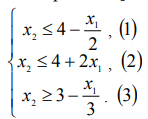 x₂ ≤ 4 − x₁/2 , (1)
x₂ ≤ 4 + 2x₁ , (2)
x₂ ≥ 3 − x₁/3 . (3)